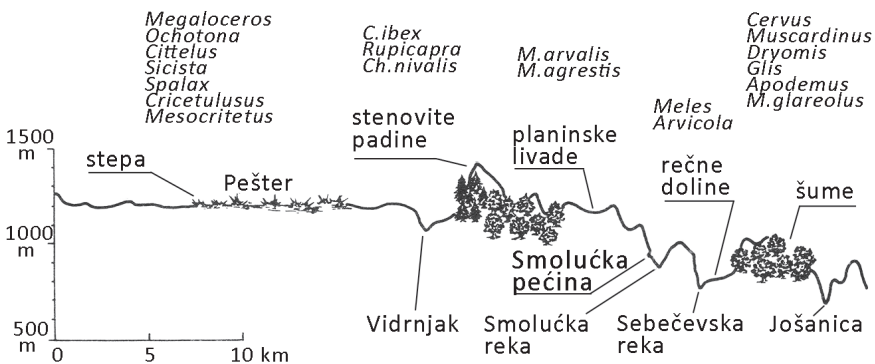 Megaloceros
Ochotona
Cittelus
Sicista
Spalax
Cricetulusus
Mesocritetus
C.ibex
Rupicapra
Ch.nivalis
M.arvalis
M.agrestis
Meles
Arvicola
Cervus
Muscardinus
Dryomis
Glis
Apodemus
M.glareolus
1500
m
1000
m
500
m
stepa
Pešter
stenovite
padine
planinske
livade
rečne
doline
šume
Smolućka
pećina
Vidrnjak
Smolućka
reka
Sebečevska
reka
Jošanica
0 5 10 km